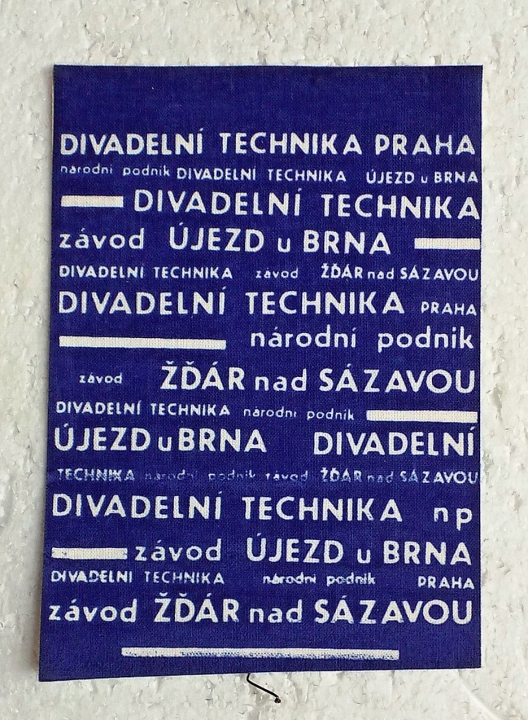 DIVADELNÍ TECHNIKA PRAHA
národní podnik DIVADELNÍ TECHNIKA ÚJEZD u BRNA
DIVADELNÍ TECHNIKA
závod ÚJEZD u BRNA
DIVADELNÍ TECHNIKA závod ŽĎÁR nad SÁZAVOU
DIVADELNÍ TECHNIKA PRAHA
národní podnik
závod ŽĎÁR nad SÁZAVOU
DIVADELNÍ TECHNIKA národní podnik
ÚJEZD u BRNA DIVADELNÍ
TECHNIKA národní podnik závod ŽĎÁR nad SÁZAVOU
DIVADELNÍ TECHNIKA np
závod ÚJEZD u BRNA
DIVADELNÍ TECHNIKA národní podnik PRAHA
závod ŽĎÁR nad SÁZAVOU